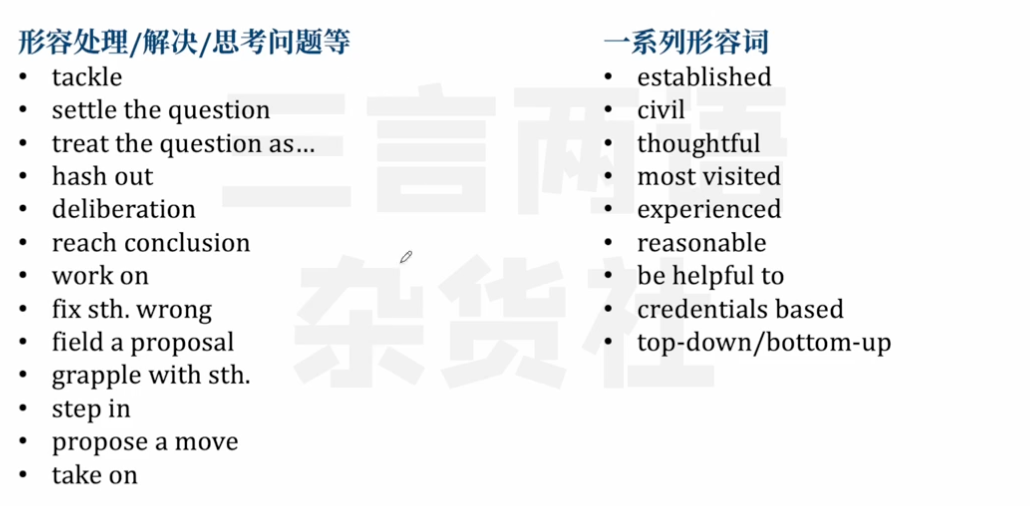 形容处理/解决/思考问题等
• tackle
• settle the question
• treat the question as...
• hash out
• deliberation
• reach conclusion
• work on
• fix sth. wrong
• field a proposal
• grapple with sth.
• step in
• propose a move
• take on
一系列形容词
• established
• civil
• thoughtful
• most visited
• experienced
• reasonable
• be helpful to
• credentials based
• top-down/bottom-up
三言两语
杂货社